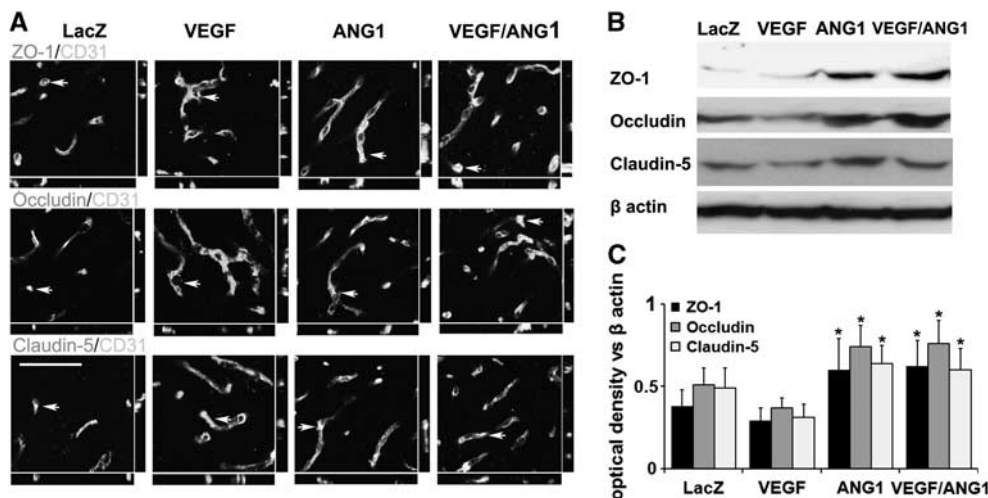 A
LacZ VEGF ANG1 VEGF/ANG1
ZO-1/CD31
Occludin/CD31
Claudin-5/CD31
B
LacZ VEGF ANG1 VEGF/ANG1
ZO-1
Occludin
Claudin-5
β actin
C
optical density vs β actin
1
0.5
0
ZO-1
Occludin
Claudin-5
* * * * * *
LacZ VEGF ANG1 VEGF/ANG1